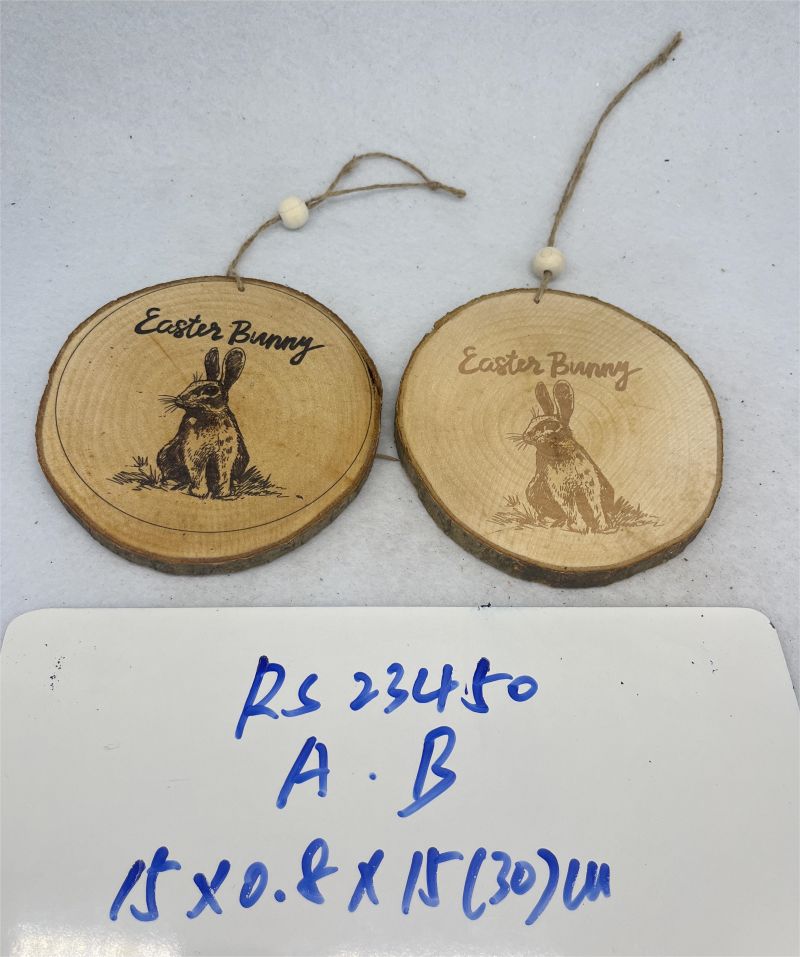 Easter Bunny
Easter Bunny
RS 23450
A . B
15 X 0.8 X 15 (30) cm